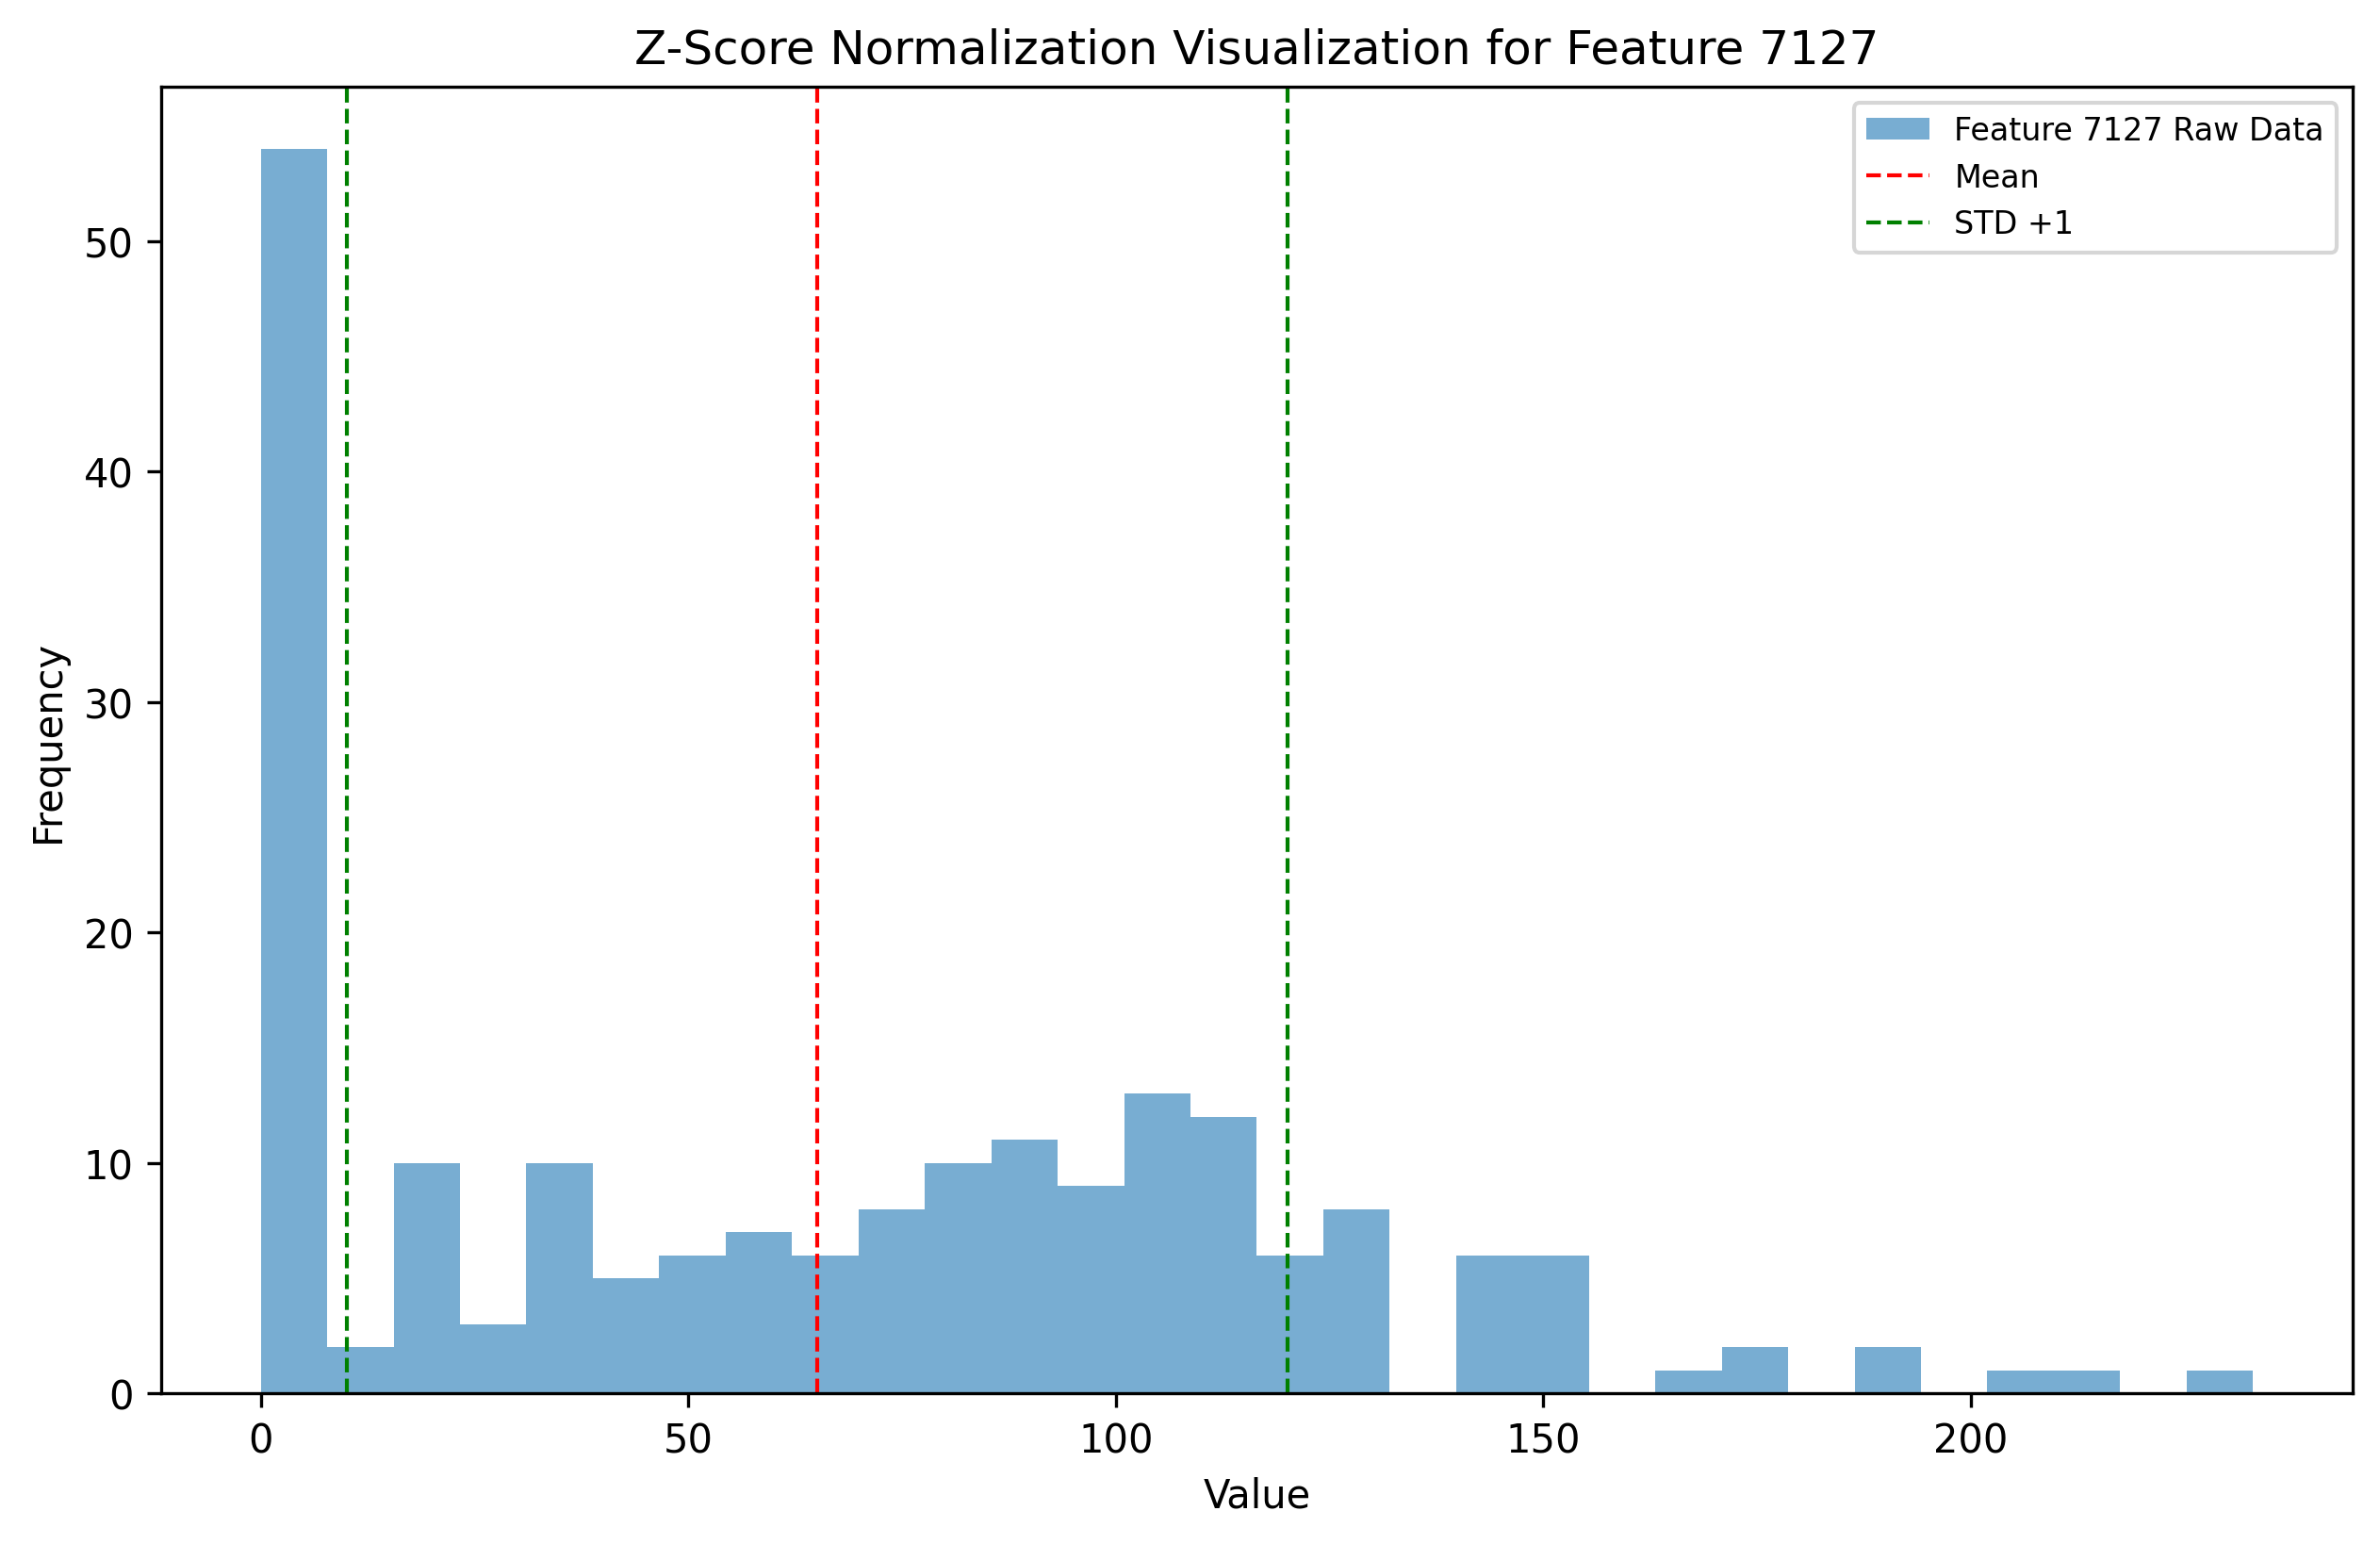 Z-Score Normalization Visualization for Feature 7127
Feature 7127 Raw Data
Mean
STD +1
50
40
30
20
10
0
Frequency
0 50 100 150 200
Value